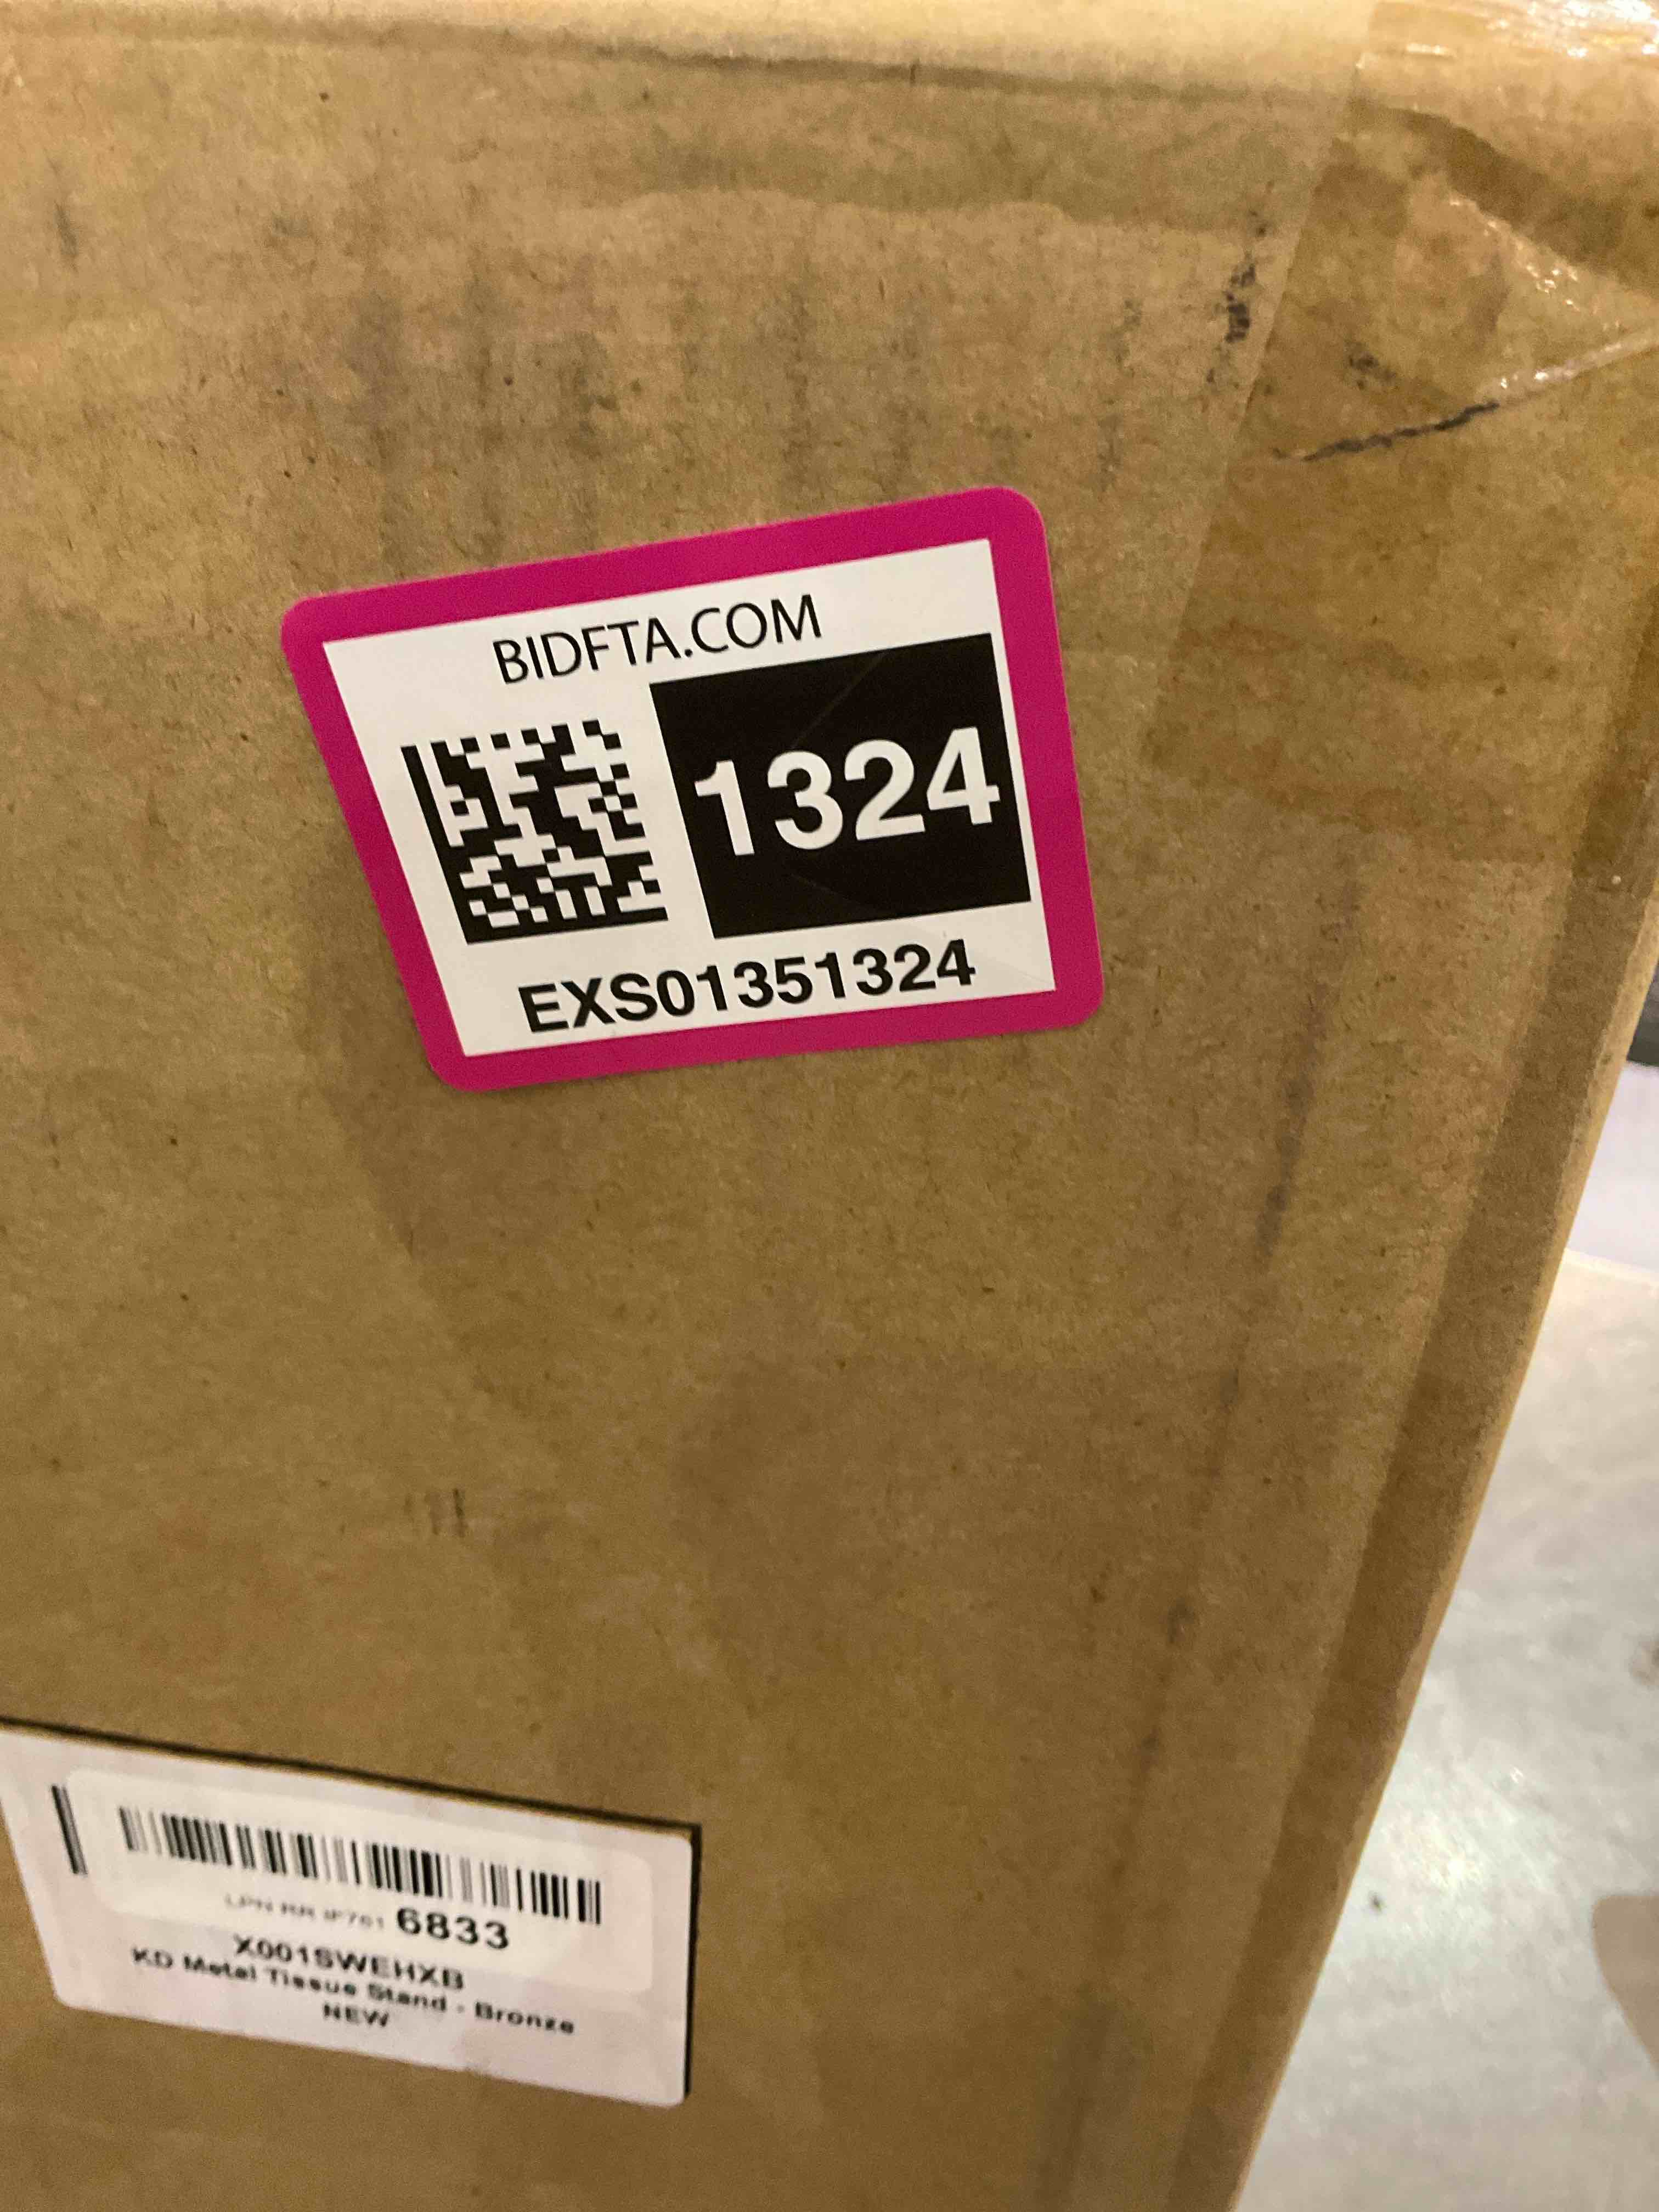 BIDFTA.COM
1324
EXS01351324
6833
X001SWEHXB
KD Metal Tissue Stand - Bronze
NEW